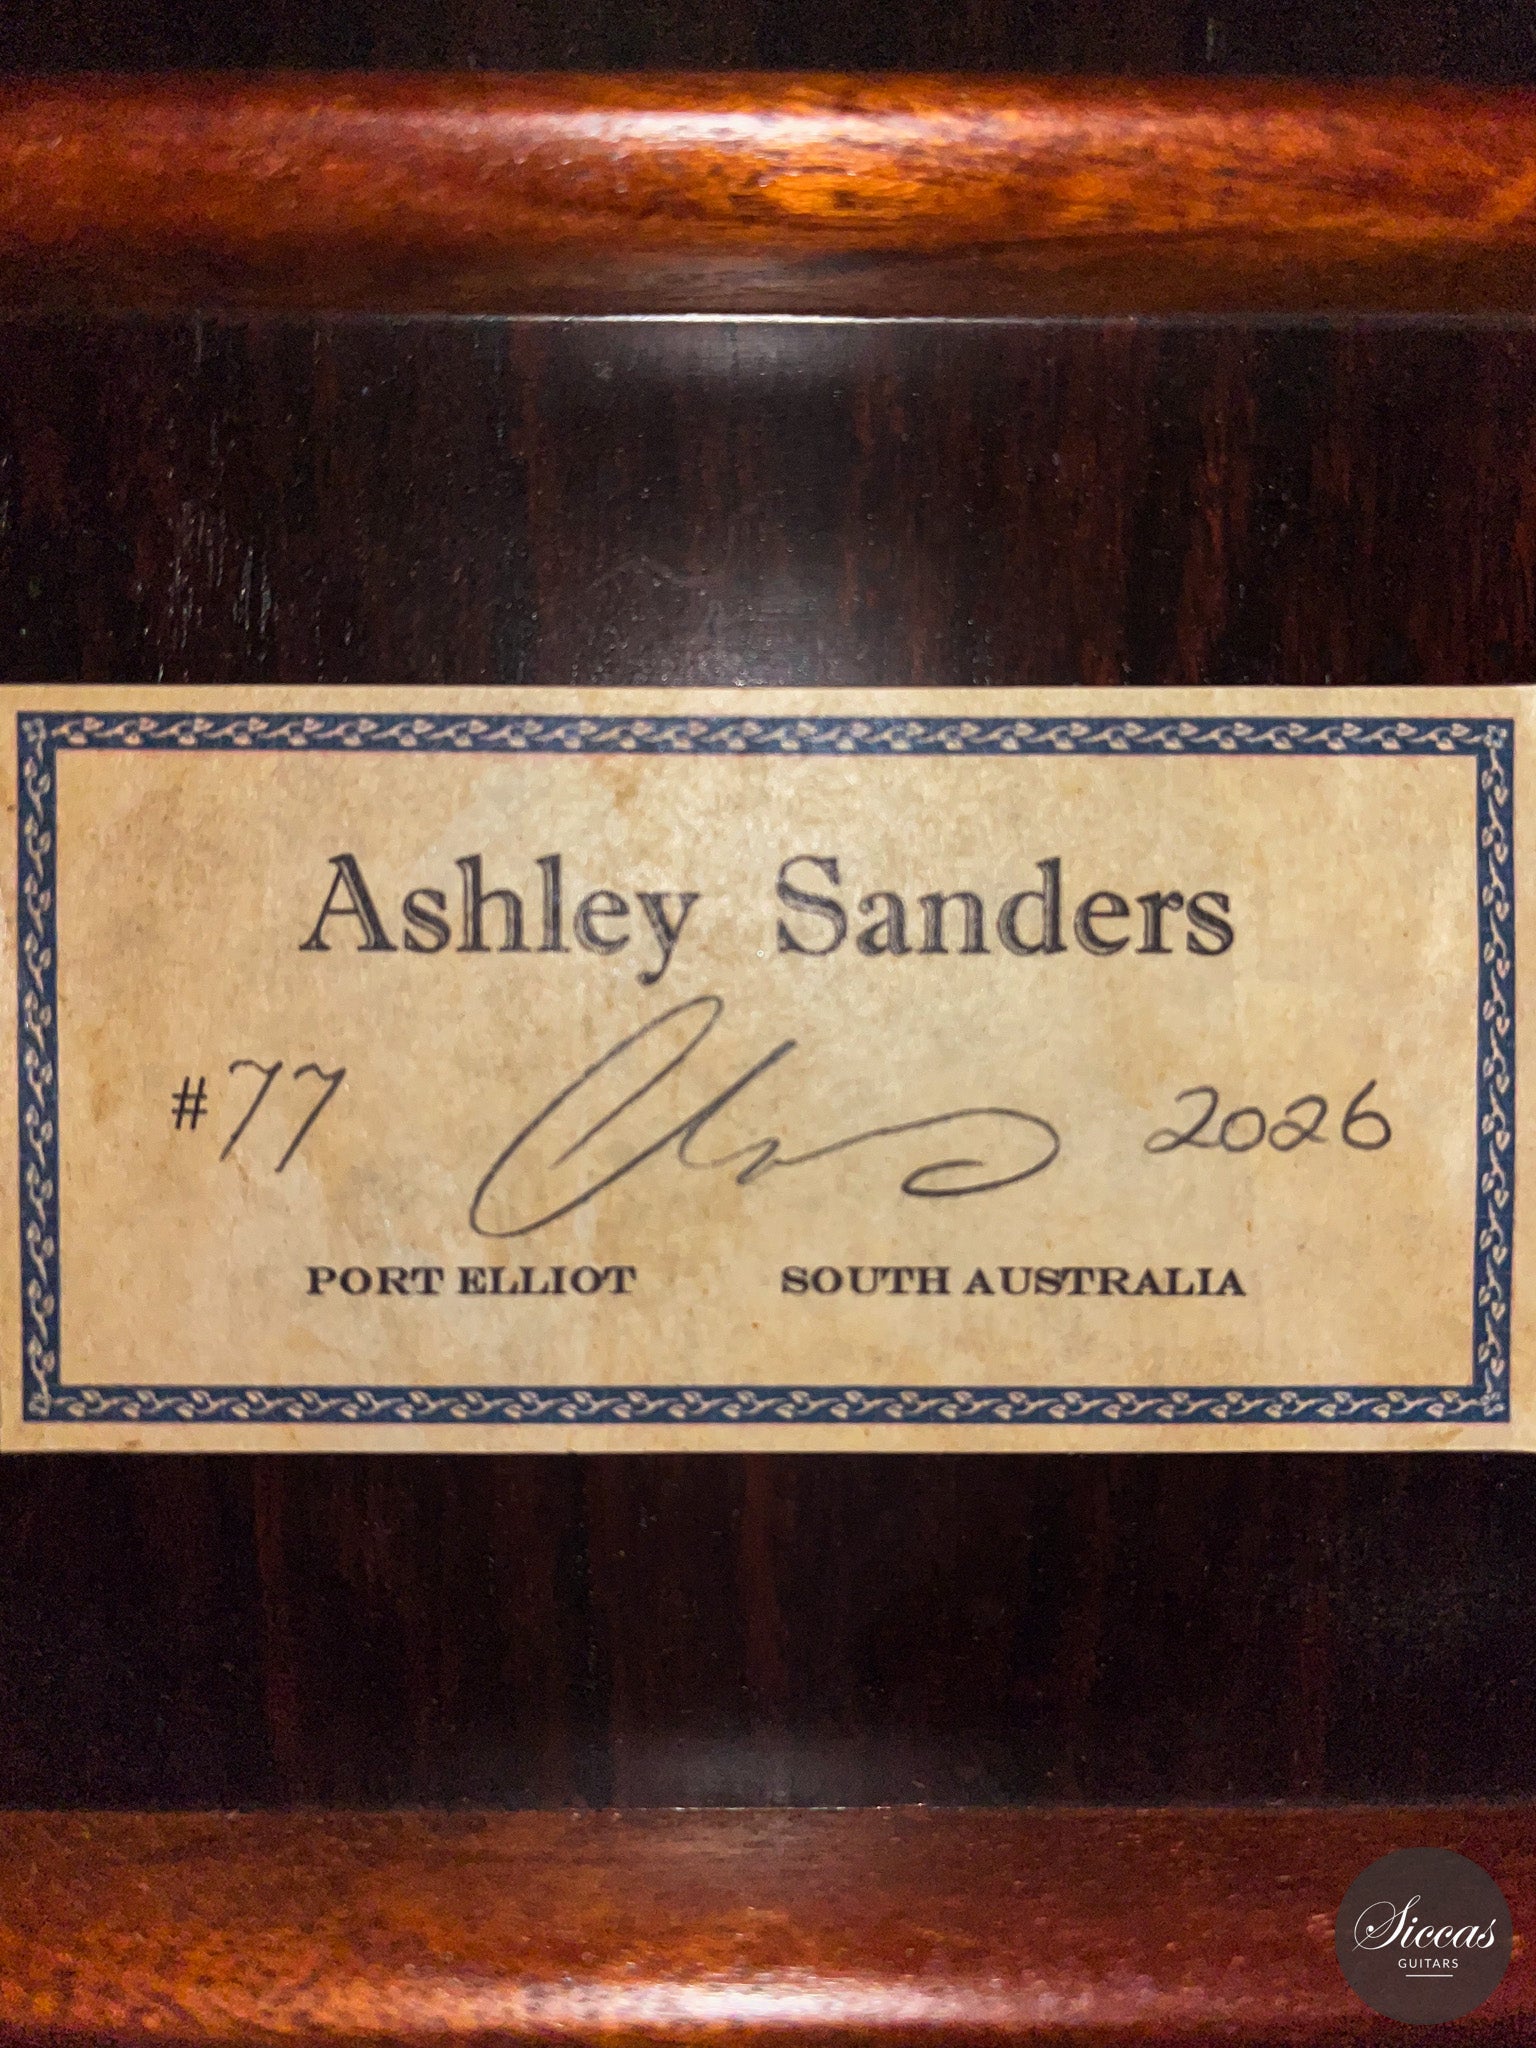 Ashley Sanders
#77 2026
PORT ELLIOT SOUTH AUSTRALIA
Siccas
GUITARS